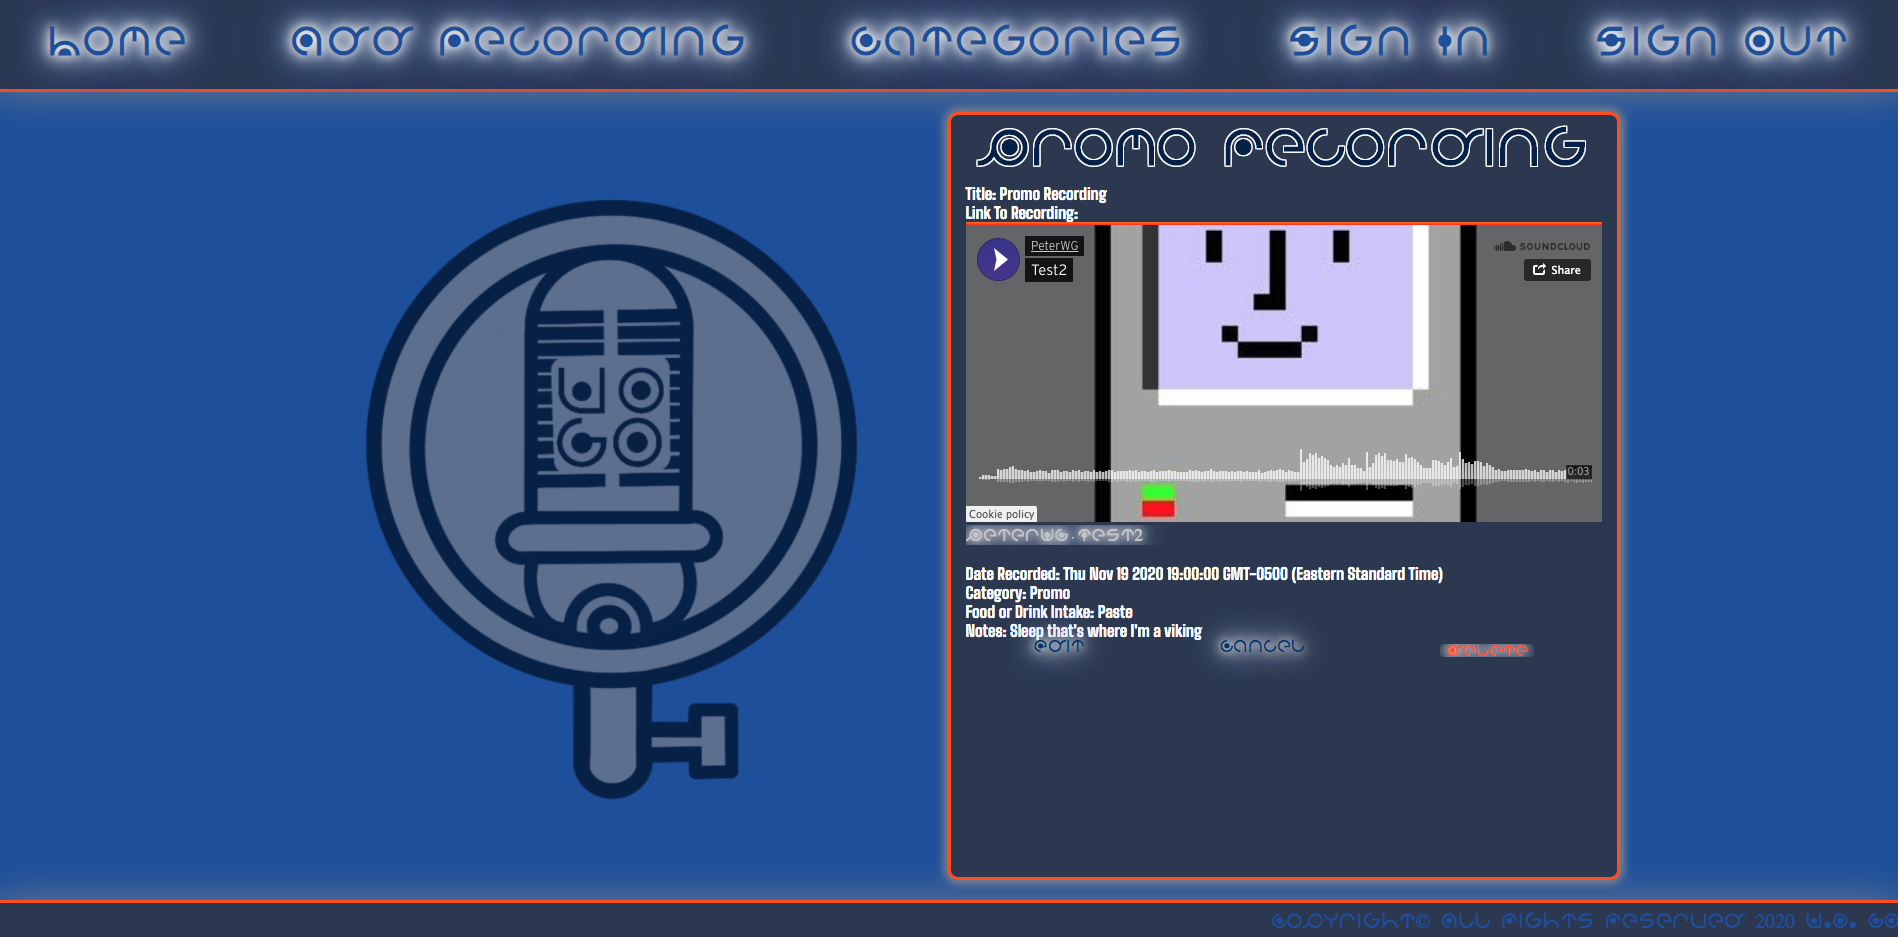 Home Add Recording Categories Sign In Sign Out
Promo Recording
Title: Promo Recording
Link To Recording:
PeterWG
Test2
SOUNDCLOUD
Share
UO
GO
0:03
Cookie policy
PeterWG · Test2
Date Recorded: Thu Nov 19 2020 19:00:00 GMT-0500 (Eastern Standard Time)
Category: Promo
Food or Drink Intake: Paste
Notes: Sleep that's where I'm a viking
Edit Cancel Delete
Copyright© All Rights Reserved 2020 U.O. Go